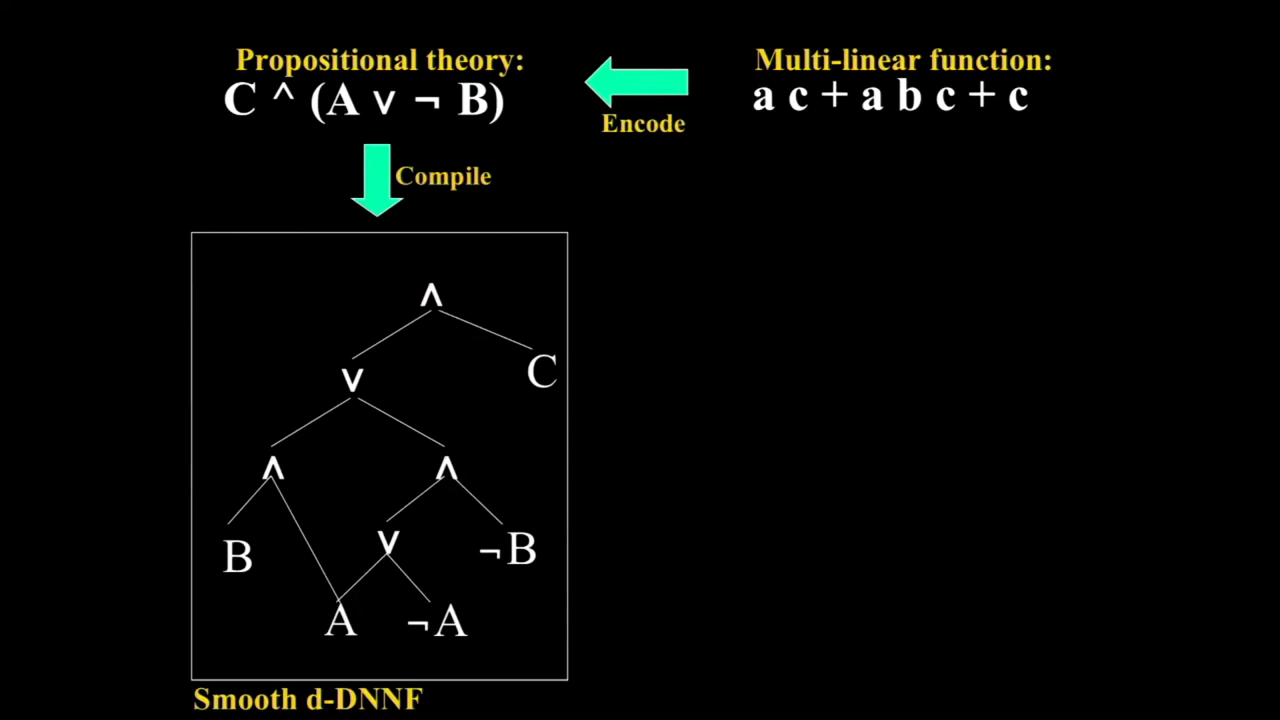 Propositional theory:
C ^ (A ∨ ¬ B)
Encode
Multi-linear function:
a c + a b c + c
Compile
∧
∨
C
∧
∧
B
∨
¬B
A
¬A
Smooth d-DNNF